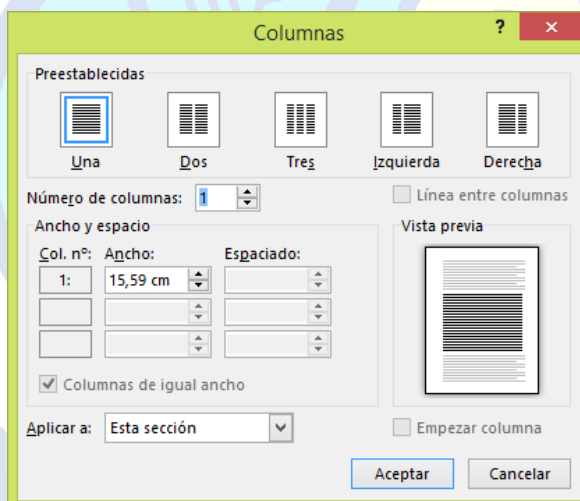 Columnas ? ×
Preestablecidas
Una Dos Tres Izquierda Derecha
Número de columnas: 1 Línea entre columnas
Ancho y espacio Vista previa
Col. nº: Ancho: Espaciado:
1: 15,59 cm
Columnas de igual ancho
Aplicar a: Esta sección Empezar columna
Aceptar Cancelar